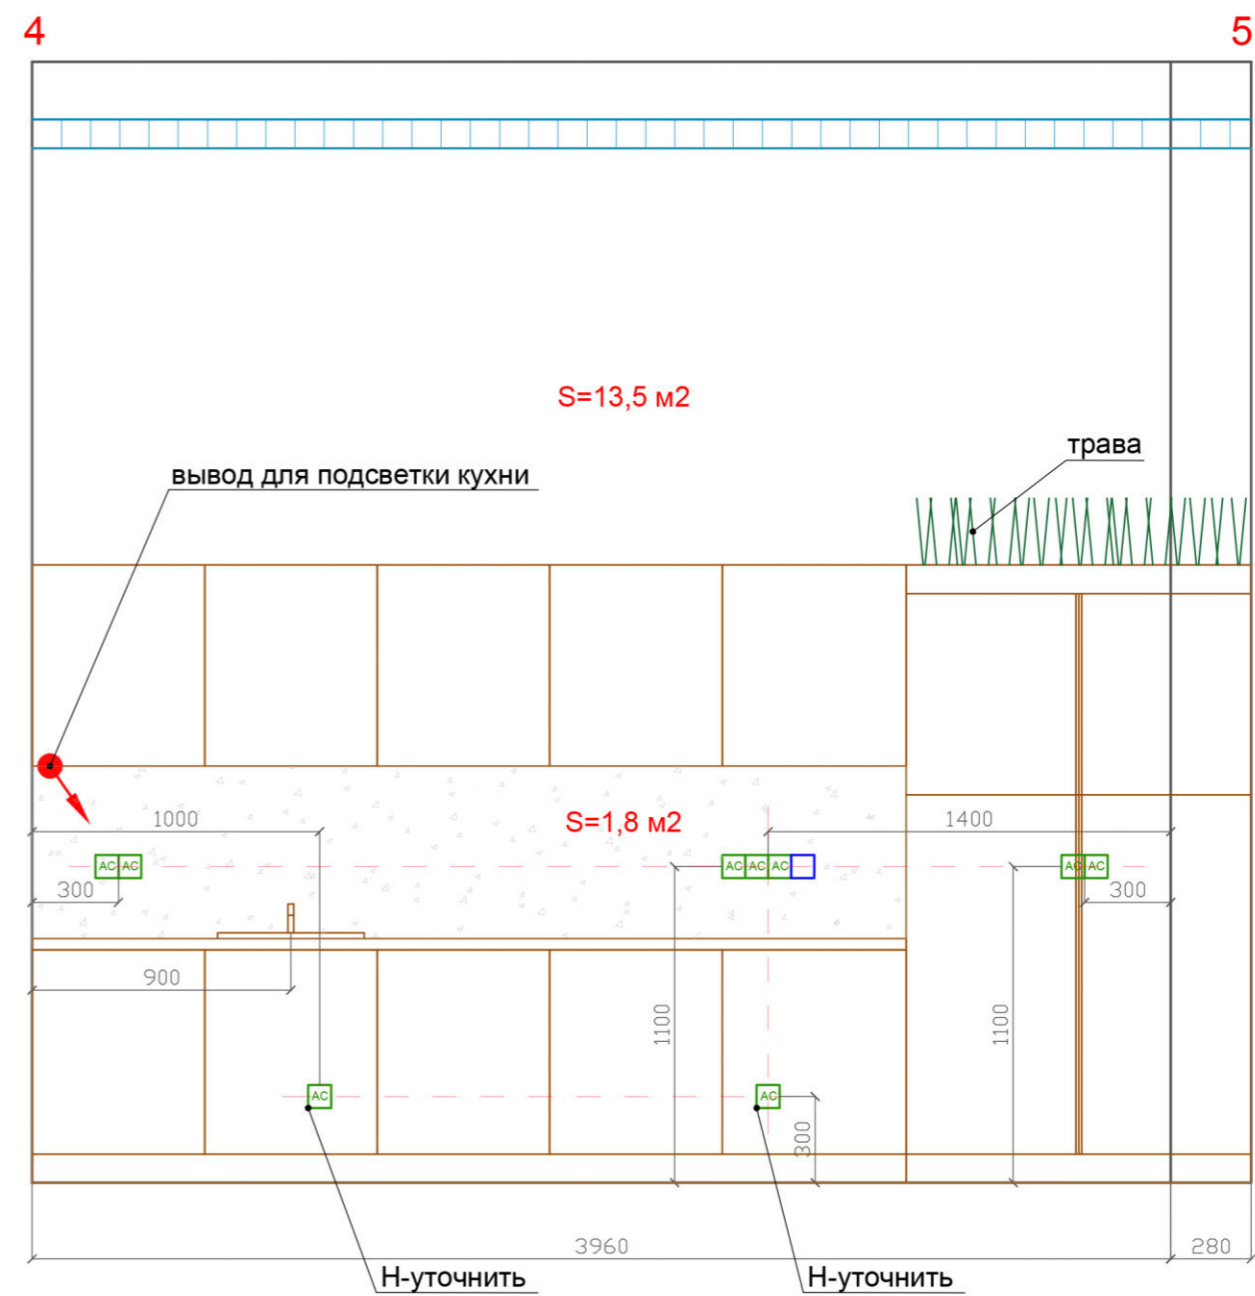 4
5
S=13,5 м2
трава
вывод для подсветки кухни
1000
S=1,8 м2
1400
AC AC
AC AC AC
AC AC
300
300
900
1100
1100
AC
AC
300
3960
280
Н-уточнить
Н-уточнить